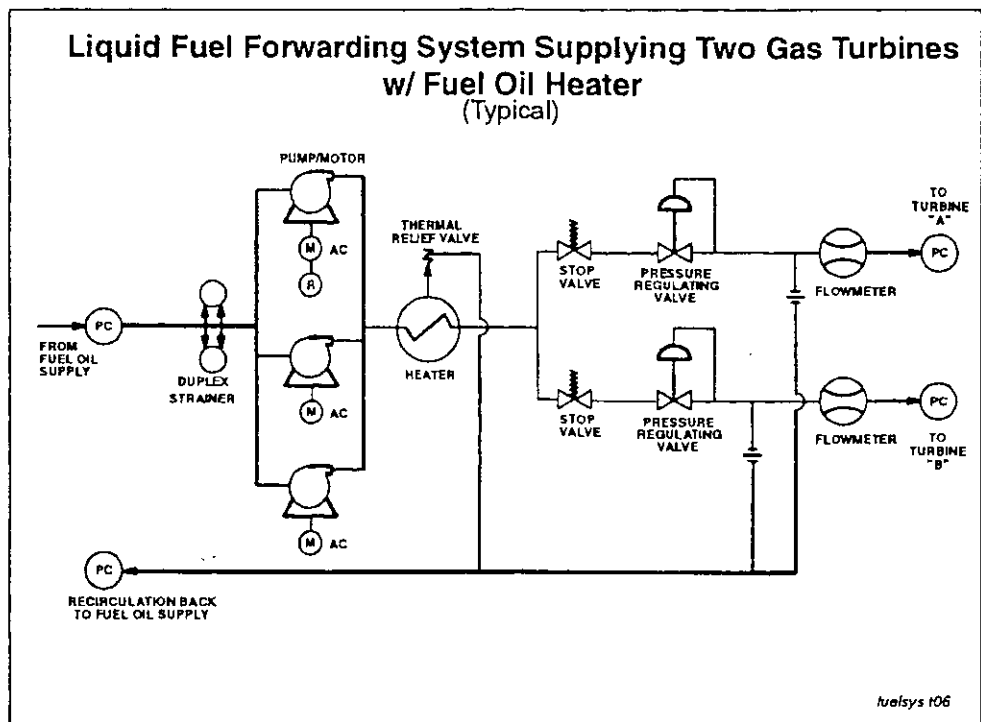 Liquid Fuel Forwarding System Supplying Two Gas Turbines
w/ Fuel Oil Heater
(Typical)
PUMP/MOTOR
M AC
R
THERMAL
RELIEF VALVE
STOP
VALVE
PRESSURE
REGULATING
VALVE
FLOWMETER
TO
TURBINE
"A"
PC
PC
FROM
FUEL OIL
SUPPLY
DUPLEX
STRAINER
M AC
HEATER
STOP
VALVE
PRESSURE
REGULATING
VALVE
FLOWMETER
PC
TO
TURBINE
"B"
M AC
PC
RECIRCULATION BACK
TO FUEL OIL SUPPLY
fuelsys t06